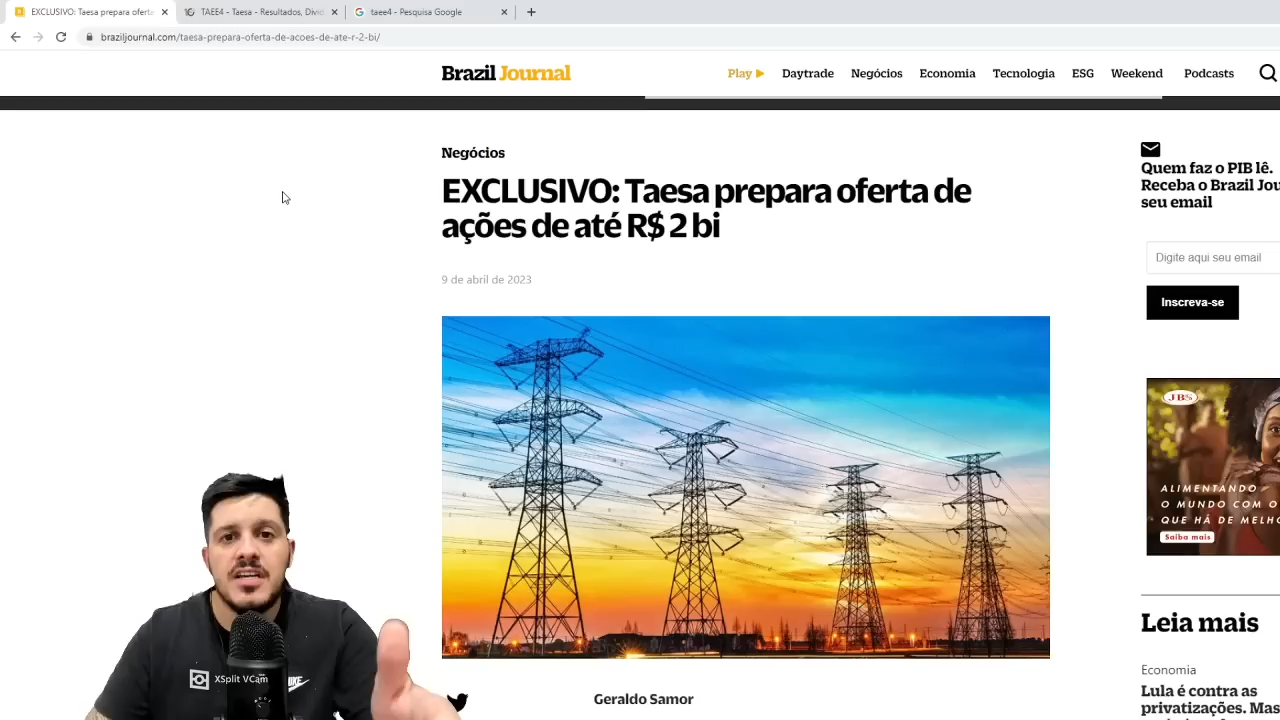 EXCLUSIVO: Taesa prepara oferta
TAEE4 - Taesa - Resultados, Divid
taee4 - Pesquisa Google
braziljournal.com/taesa-prepara-oferta-de-acoes-de-ate-r-2-bi/
Brazil Journal
Play
Daytrade
Negócios
Economia
Tecnologia
ESG
Weekend
Podcasts
Negócios
EXCLUSIVO: Taesa prepara oferta de
ações de até R$ 2 bi
9 de abril de 2023
Quem faz o PIB lê.
Receba o Brazil Jou
seu email
Digite aqui seu email
Inscreva-se
JBS
ALIMENTANDO
O MUNDO COM O
QUE HÁ DE MELHO
Saiba mais
Leia mais
Economia
Lula é contra as
privatizações. Mas
XSplit VCam
NIKE
Geraldo Samor